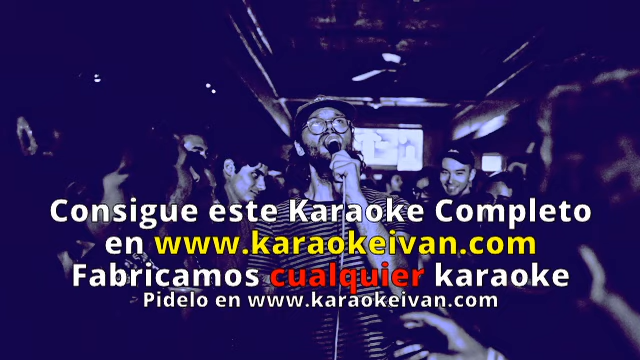 Consigue este Karaoke Completo
en www.karaokeivan.com
Fabricamos cualquier karaoke
Pidelo en www.karaokeivan.com